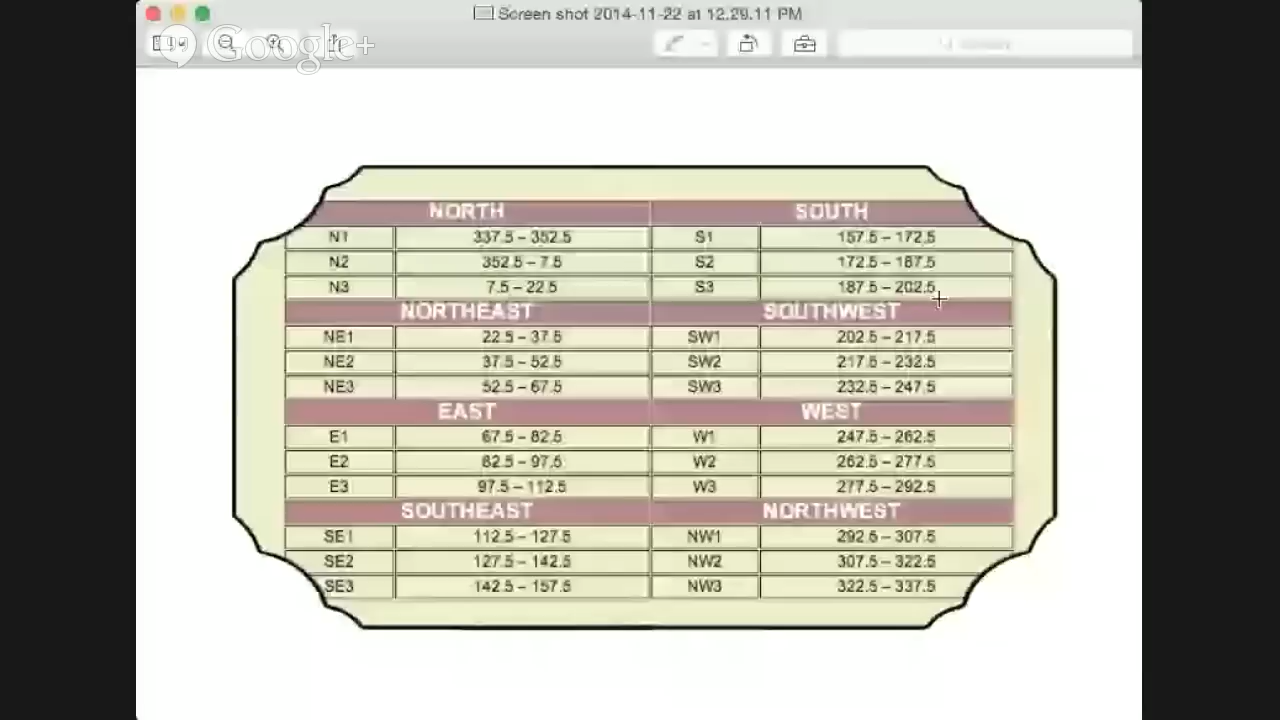 Screen shot 2014-11-22 at 12.29.11 PM
Google+
NORTH SOUTH
N1 337.5 – 352.5 S1 157.5 – 172.5
N2 352.5 – 7.5 S2 172.5 – 187.5
N3 7.5 – 22.5 S3 187.5 – 202.5
NORTHEAST SOUTHWEST
NE1 22.5 – 37.5 SW1 202.5 – 217.5
NE2 37.5 – 52.5 SW2 217.5 – 232.5
NE3 52.5 – 67.5 SW3 232.5 – 247.5
EAST WEST
E1 67.5 – 82.5 W1 247.5 – 262.5
E2 82.5 – 97.5 W2 262.5 – 277.5
E3 97.5 – 112.5 W3 277.5 – 292.5
SOUTHEAST NORTHWEST
SE1 112.5 – 127.5 NW1 292.5 – 307.5
SE2 127.5 – 142.5 NW2 307.5 – 322.5
SE3 142.5 – 157.5 NW3 322.5 – 337.5